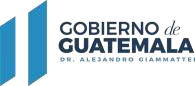 GOBIERNO de
GUATEMALA
DR. ALEJANDRO GIAMMATTEI